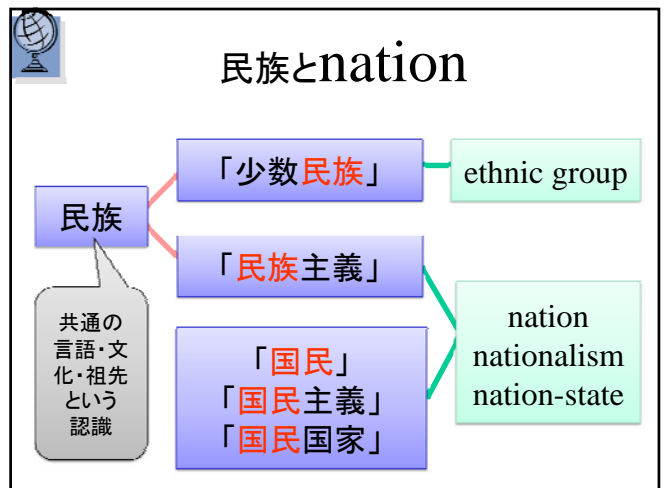 民族とnation
「少数民族」
ethnic group
民族
「民族主義」
共通の
言語・文
化・祖先
という
認識
「国民」
「国民主義」
「国民国家」
nation
nationalism
nation-state